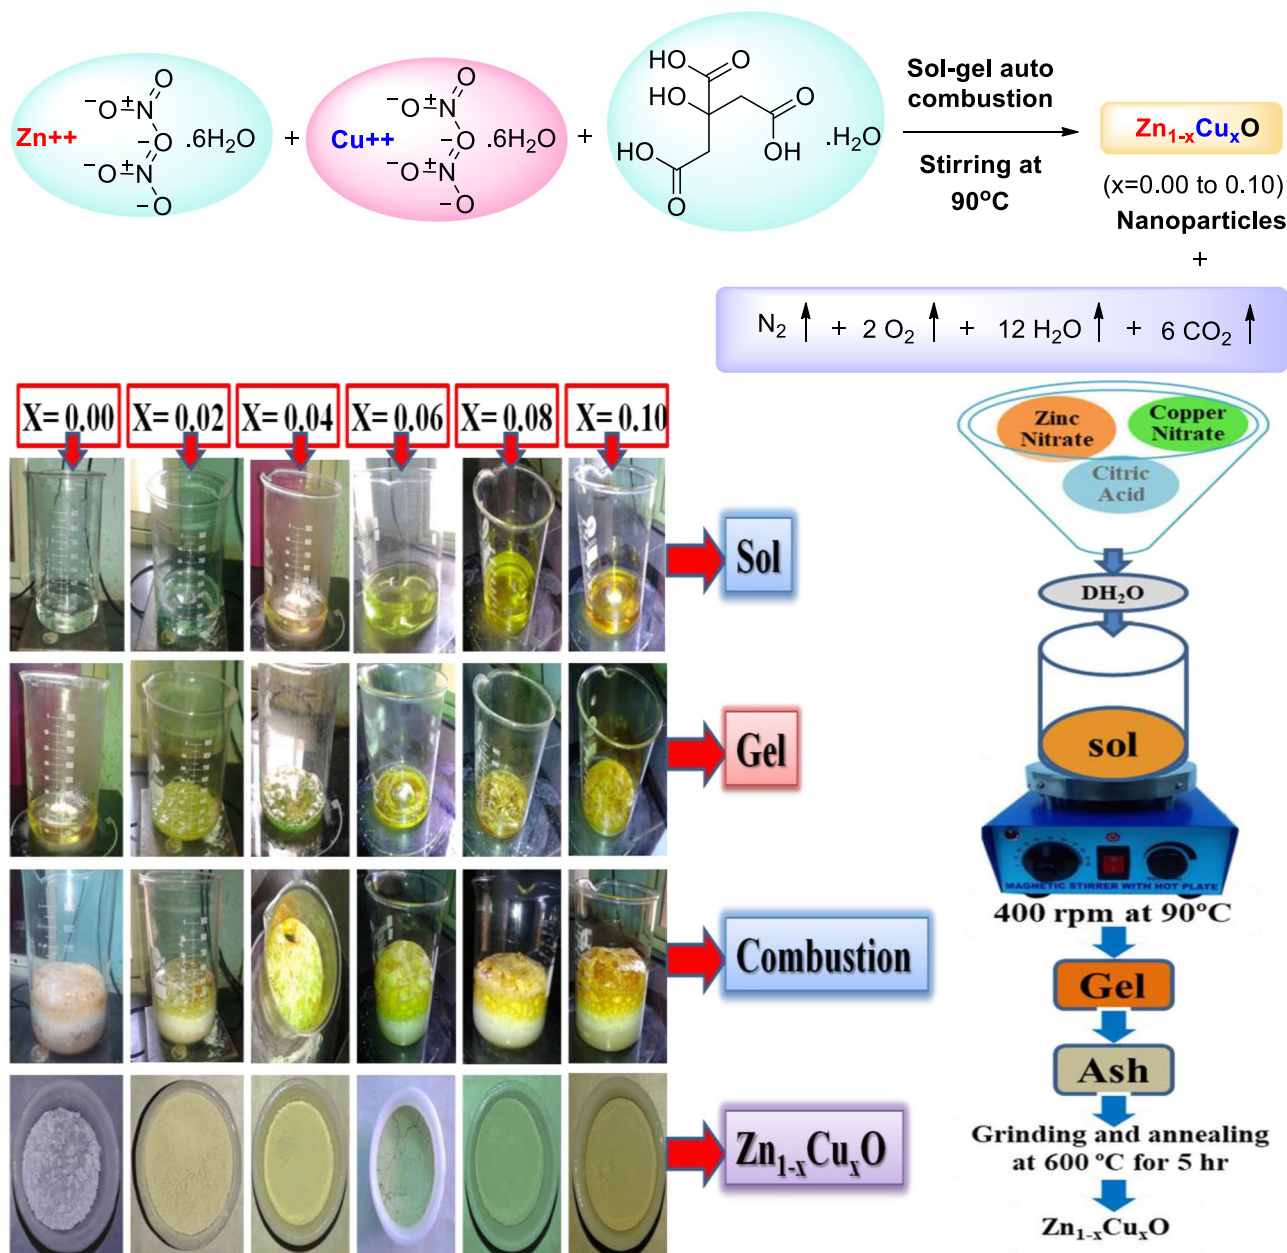 Zn++
O
− O ± N
− O
− O ± N
− O
.6H₂O
+
Cu++
O
− O ± N
− O
− O ± N
− O
.6H₂O
+
HO
O
HO
O
HO
OH
O
.H₂O
Sol-gel auto
combustion
Stirring at
90ºC
Zn₁₋ₓCuₓO
(x=0.00 to 0.10)
Nanoparticles
+
N₂ + 2 O₂ + 12 H₂O + 6 CO₂
X= 0.00 X= 0.02 X= 0.04 X= 0.06 X= 0.08 X= 0.10
Sol
Gel
Combustion
Zn₁₋ₓCuₓO
Zinc
Nitrate
Copper
Nitrate
Citric
Acid
DH₂O
sol
MAGNETIC STIRRER WITH HOT PLATE
400 rpm at 90ºC
Gel
Ash
Grinding and annealing
at 600 ºC for 5 hr
Zn₁₋ₓCuₓO